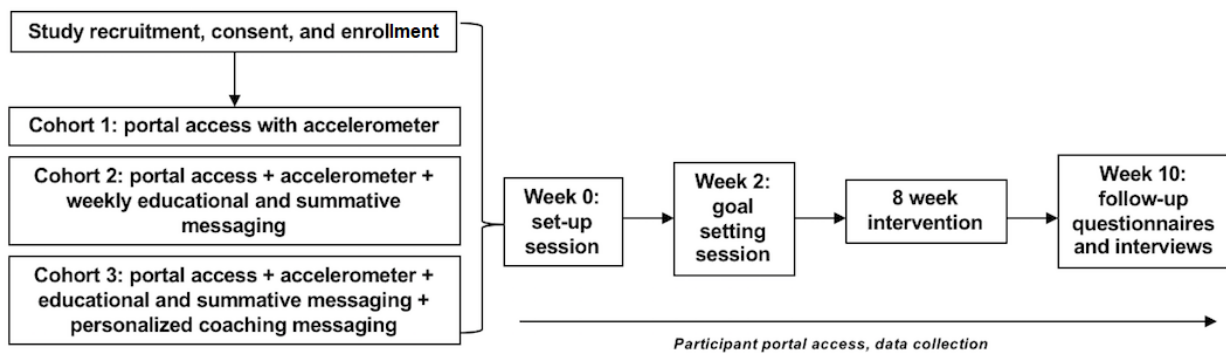 Study recruitment, consent, and enrollment
Cohort 1: portal access with accelerometer
Cohort 2: portal access + accelerometer +
weekly educational and summative
messaging
Cohort 3: portal access + accelerometer +
educational and summative messaging +
personalized coaching messaging
Week 0:
set-up
session
Week 2:
goal
setting
session
8 week
intervention
Week 10:
follow-up
questionnaires
and interviews
Participant portal access, data collection